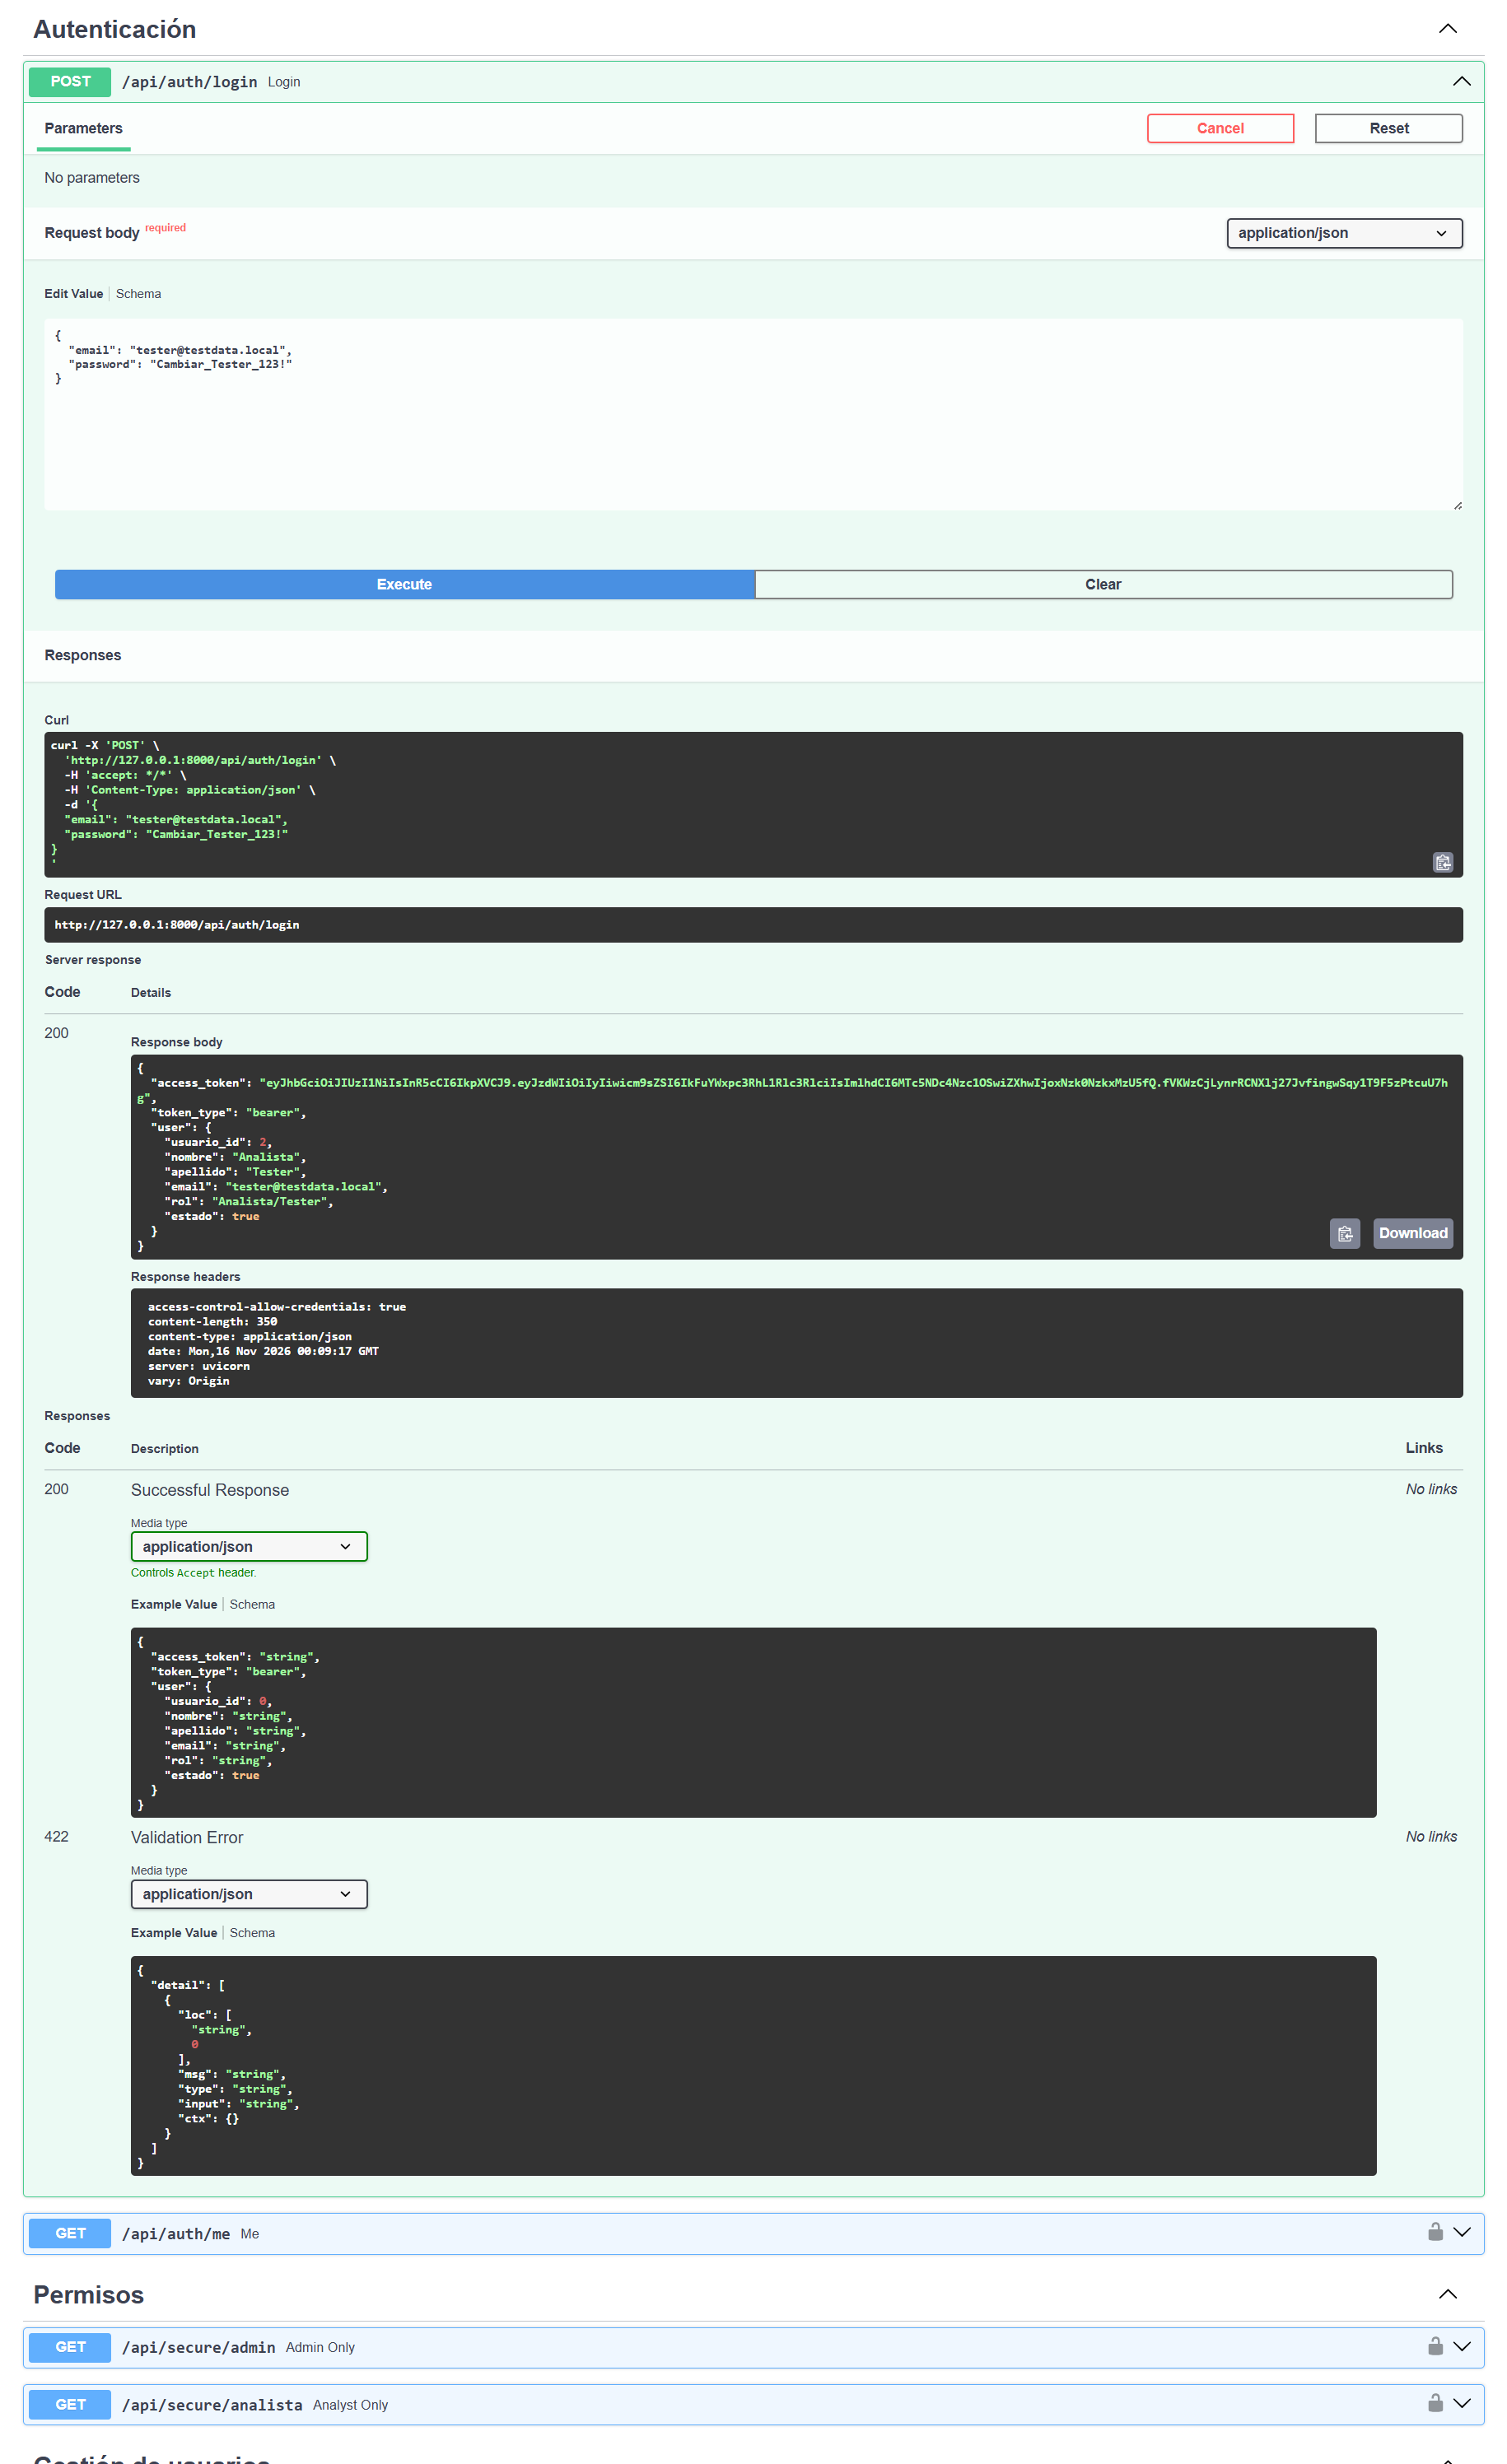 Autenticación
POST /api/auth/login Login
Parameters Cancel Reset
No parameters
Request body required application/json
Edit Value Schema
{
"email": "tester@testdata.local",
"password": "Cambiar_Tester_123!"
}
Execute Clear
Responses
Curl
curl -X 'POST' \
'http://127.0.0.1:8000/api/auth/login' \
-H 'accept: */*' \
-H 'Content-Type: application/json' \
-d '{
"email": "tester@testdata.local",
"password": "Cambiar_Tester_123!"
}
'
Request URL
http://127.0.0.1:8000/api/auth/login
Server response
Code Details
200
Response body
{
"access_token": "eyJhbGciOiJIUzI1NiIsInR5cCI6IkpXVCJ9.eyJzdWIiOiIyIiwicm9sZSI6IkFuYWxpc3RhL1Rlc3RlciIsImlhdCI6MTc5NDc4Nzc1OSwiZXhwIjoxNzk0NzkxMzU5fQ.fVKWzCjLynrRCNXlj27JvfingwSqy1T9F5zPtcuU7h
g",
"token_type": "bearer",
"user": {
"usuario_id": 2,
"nombre": "Analista",
"apellido": "Tester",
"email": "tester@testdata.local",
"rol": "Analista/Tester",
"estado": true
}
}
Download
Response headers
access-control-allow-credentials: true
content-length: 350
content-type: application/json
date: Mon,16 Nov 2026 00:09:17 GMT
server: uvicorn
vary: Origin
Responses
Code Description Links
200 Successful Response No links
Media type
application/json
Controls Accept header.
Example Value Schema
{
"access_token": "string",
"token_type": "bearer",
"user": {
"usuario_id": 0,
"nombre": "string",
"apellido": "string",
"email": "string",
"rol": "string",
"estado": true
}
}
422 Validation Error No links
Media type
application/json
Example Value Schema
{
"detail": [
{
"loc": [
"string",
0
],
"msg": "string",
"type": "string",
"input": "string",
"ctx": {}
}
]
}
GET /api/auth/me Me
Permisos
GET /api/secure/admin Admin Only
GET /api/secure/analista Analyst Only
Gestión de usuarios